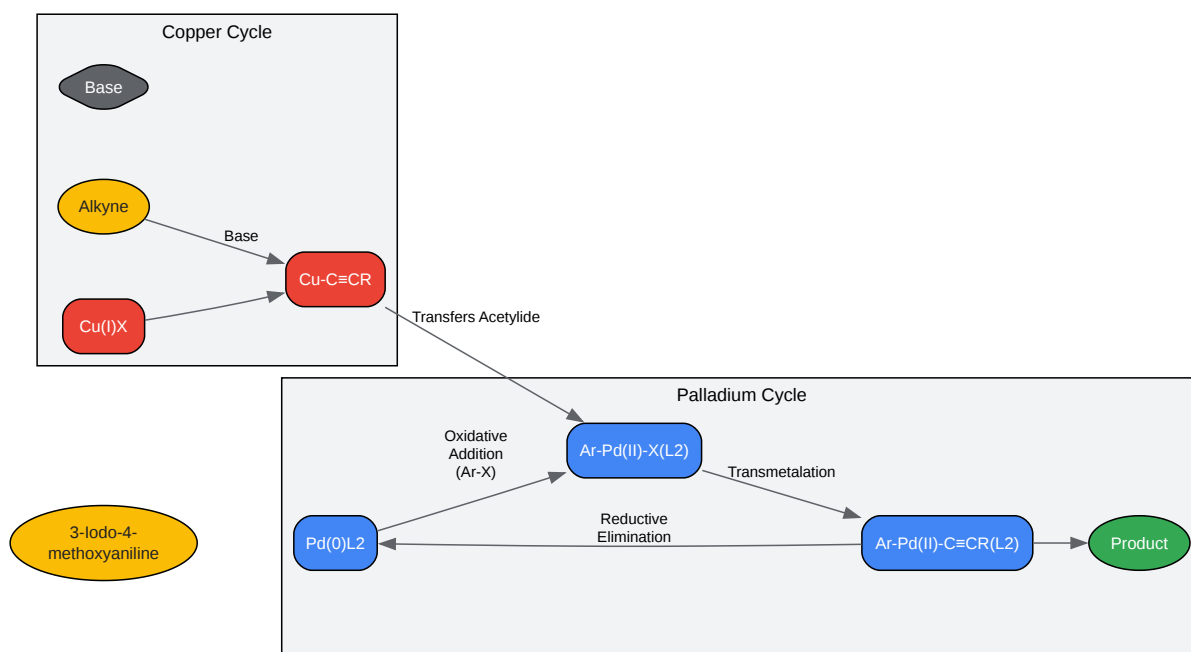 Copper Cycle
Base
Alkyne
Base
Cu-C≡CR
Cu(I)X
Transfers Acetylide
Palladium Cycle
Oxidative
Addition
(Ar-X)
Ar-Pd(II)-X(L2)
Transmetalation
3-Iodo-4-
methoxyaniline
Pd(0)L2
Reductive
Elimination
Ar-Pd(II)-C≡CR(L2)
Product